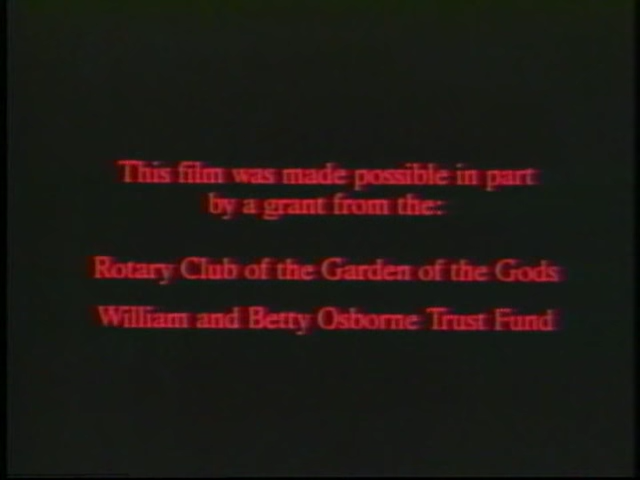 This film was made possible in part
by a grant from the:
Rotary Club of the Garden of the Gods
William and Betty Osborne Trust Fund